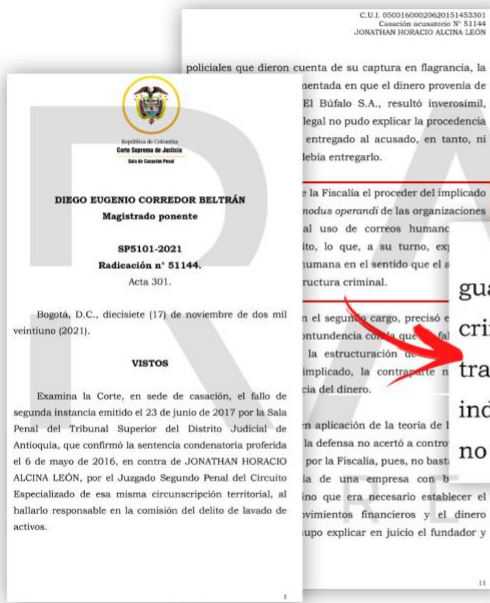 C.U.I. 05001600020620151453301
Casación acusatorio N° 51144
JONATHAN HORACIO ALCINA LEÓN
policiales que dieron cuenta de su captura en flagrancia, la
mentada en que el dinero provenía de
El Búfalo S.A., resultó inverosímil,
legal no pudo explicar la procedencia
entregado al acusado, en tanto, ni
debía entregarlo.
la Fiscalía el proceder del implicado
modus operandi de las organizaciones
al uso de correos humano
ito, lo que, a su turno, exp
humana en el sentido que el a
ructura criminal.
n el segundo cargo, precisó e
ontundencia con la que
la estructuración
implicado, la contraparte n
cia del dinero.
n aplicación de la teoría de l
la defensa no acertó a contro
por la Fiscalía, pues, no bast
ia de una empresa con b
ino que era necesario establecer el
ovimientos financieros y el dinero
supo explicar en juicio el fundador y
11
República de Colombia
Corte Suprema de Justicia
Sala de Casación Penal
DIEGO EUGENIO CORREDOR BELTRÁN
Magistrado ponente
SP5101-2021
Radicación n° 51144.
Acta 301.
Bogotá, D.C., diecisiete (17) de noviembre de dos mil
veintiuno (2021).
VISTOS
Examina la Corte, en sede de casación, el fallo de
segunda instancia emitido el 23 de junio de 2017 por la Sala
Penal del Tribunal Superior del Distrito Judicial de
Antioquia, que confirmó la sentencia condenatoria proferida
el 6 de mayo de 2016, en contra de JONATHAN HORACIO
ALCINA LEÓN, por el Juzgado Segundo Penal del Circuito
Especializado de esa misma circunscripción territorial, al
hallarlo responsable en la comisión del delito de lavado de
activos.
1
gua
cri
tra
ind
no